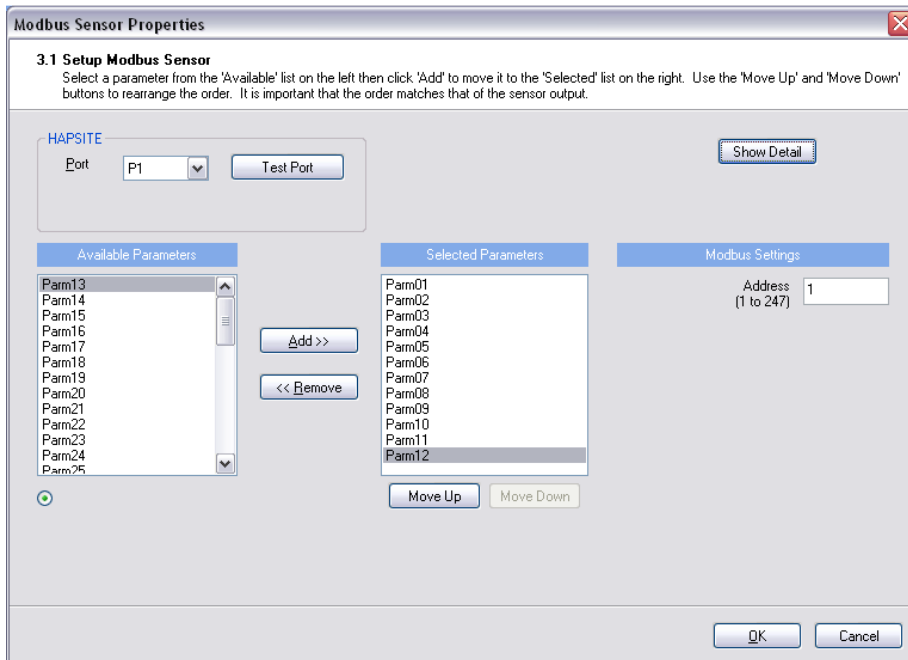 Modbus Sensor Properties
3.1 Setup Modbus Sensor
Select a parameter from the 'Available' list on the left then click 'Add' to move it to the 'Selected' list on the right. Use the 'Move Up' and 'Move Down'
buttons to rearrange the order. It is important that the order matches that of the sensor output.
HAPSITE
Port
P1
Test Port
Show Detail
Available Parameters
Parm13
Parm14
Parm15
Parm16
Parm17
Parm18
Parm19
Parm20
Parm21
Parm22
Parm23
Parm24
Parm25
Add >>
<< Remove
Selected Parameters
Parm01
Parm02
Parm03
Parm04
Parm05
Parm06
Parm07
Parm08
Parm09
Parm10
Parm11
Parm12
Move Up
Move Down
Modbus Settings
Address
(1 to 247)
1
OK
Cancel